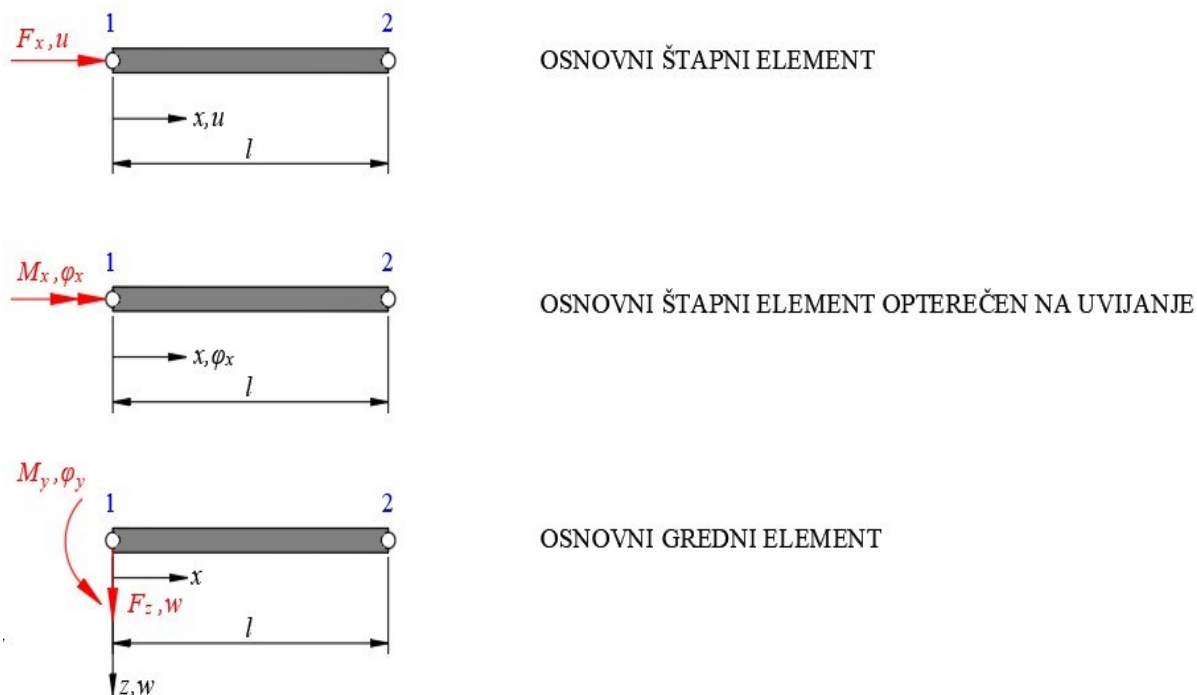 1 2
F_x,u
OSNOVNI ŠTAPNI ELEMENT
x,u
l
1 2
M_x,φ_x
OSNOVNI ŠTAPNI ELEMENT OPTEREČEN NA UVIJANJE
x,φ_x
l
M_y,φ_y
1 2
OSNOVNI GREDNI ELEMENT
x
F_z,w
l
z,w